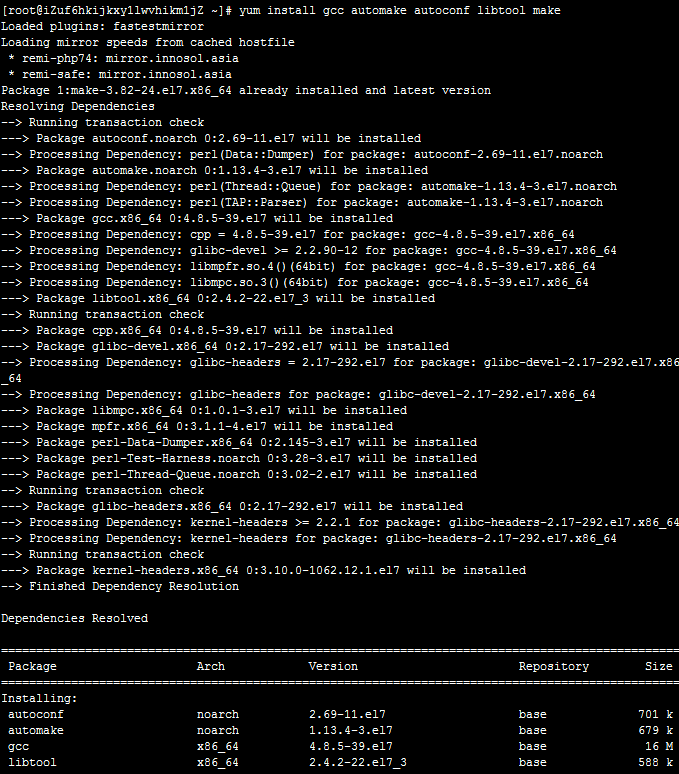 [root@iZuf6hkijkxy1lwvhikm1jZ ~]# yum install gcc automake autoconf libtool make
Loaded plugins: fastestmirror
Loading mirror speeds from cached hostfile
 * remi-php74: mirror.innosol.asia
 * remi-safe: mirror.innosol.asia
Package 1:make-3.82-24.el7.x86_64 already installed and latest version
Resolving Dependencies
--> Running transaction check
---> Package autoconf.noarch 0:2.69-11.el7 will be installed
--> Processing Dependency: perl(Data::Dumper) for package: autoconf-2.69-11.el7.noarch
---> Package automake.noarch 0:1.13.4-3.el7 will be installed
--> Processing Dependency: perl(Thread::Queue) for package: automake-1.13.4-3.el7.noarch
--> Processing Dependency: perl(TAP::Parser) for package: automake-1.13.4-3.el7.noarch
---> Package gcc.x86_64 0:4.8.5-39.el7 will be installed
--> Processing Dependency: cpp = 4.8.5-39.el7 for package: gcc-4.8.5-39.el7.x86_64
--> Processing Dependency: glibc-devel >= 2.2.90-12 for package: gcc-4.8.5-39.el7.x86_64
--> Processing Dependency: libmpfr.so.4()(64bit) for package: gcc-4.8.5-39.el7.x86_64
--> Processing Dependency: libmpc.so.3()(64bit) for package: gcc-4.8.5-39.el7.x86_64
---> Package libtool.x86_64 0:2.4.2-22.el7_3 will be installed
--> Running transaction check
---> Package cpp.x86_64 0:4.8.5-39.el7 will be installed
---> Package glibc-devel.x86_64 0:2.17-292.el7 will be installed
--> Processing Dependency: glibc-headers = 2.17-292.el7 for package: glibc-devel-2.17-292.el7.x86
_64
--> Processing Dependency: glibc-headers for package: glibc-devel-2.17-292.el7.x86_64
---> Package libmpc.x86_64 0:1.0.1-3.el7 will be installed
---> Package mpfr.x86_64 0:3.1.1-4.el7 will be installed
---> Package perl-Data-Dumper.x86_64 0:2.145-3.el7 will be installed
---> Package perl-Test-Harness.noarch 0:3.28-3.el7 will be installed
---> Package perl-Thread-Queue.noarch 0:3.02-2.el7 will be installed
--> Running transaction check
---> Package glibc-headers.x86_64 0:2.17-292.el7 will be installed
--> Processing Dependency: kernel-headers >= 2.2.1 for package: glibc-headers-2.17-292.el7.x86_64
--> Processing Dependency: kernel-headers for package: glibc-headers-2.17-292.el7.x86_64
--> Running transaction check
---> Package kernel-headers.x86_64 0:3.10.0-1062.12.1.el7 will be installed
--> Finished Dependency Resolution
Dependencies Resolved
=================================================================================================
 Package                    Arch            Version                       Repository        Size
=================================================================================================
Installing:
 autoconf                   noarch          2.69-11.el7                   base             701 k
 automake                   noarch          1.13.4-3.el7                  base             679 k
 gcc                        x86_64          4.8.5-39.el7                  base              16 M
 libtool                    x86_64          2.4.2-22.el7_3                base             588 k